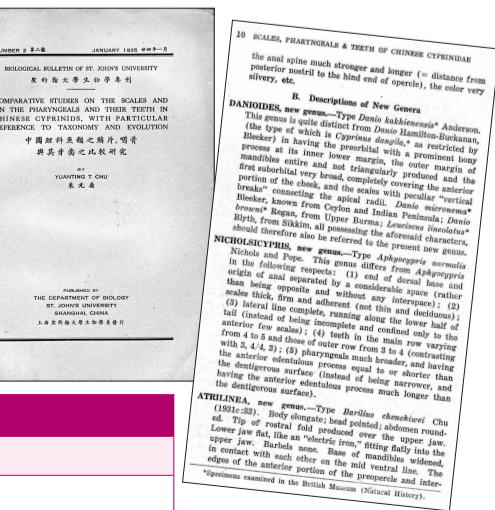 UMBER 2 第二號 JANUARY 1935 廿四年一月
BIOLOGICAL BULLETIN OF ST. JOHN'S UNIVERSITY
聖約翰大學生物學專刊
OMPARATIVE STUDIES ON THE SCALES AND
N THE PHARYNGEALS AND THEIR TEETH IN
HINESE CYPRINIDS, WITH PARTICULAR
EFERENCE TO TAXONOMY AND EVOLUTION
中國鯉科魚類之鱗片,咽骨
與其牙齒之比較研究
BY
YUANTING T CHU
朱元鼎
PUBLISHED BY
THE DEPARTMENT OF BIOLOGY
ST. JOHN'S UNIVERSITY
SHANGHAI, CHINA
上海聖約翰大學生物學系發行
10 SCALES, PHARYNGEALS & TEETH OF CHINESE CYPRINIDAE
the anal spine much stronger and longer (= distance from
posterior nostril to the hind end of opercle), the color very
silvery, etc.
B. Descriptions of New Genera
DANIOIDES, new genus.—Type Danio kakhienensis* Anderson.
This genus is quite distinct from Danio Hamilton-Buckanan,
(the type of which is Cyprinus dangila,* as restricted by
Bleeker) in having the preorbital with a prominent bony
process at its inner lower margin, the outer margin of
mandibles entire and not triangularly produced and the
first suborbital very broad, completely covering the anterior
portion of the cheek, and the scales with peculiar "vertical
breaks" connecting the apical radii. Danio micronema*
Bleeker, known from Ceylon and Indian Peninsula; Danio
browni* Regan, from Upper Burma; Leuciscus lineolatus*
Blyth, from Sikkim, all possessing the aforesaid characters,
should therefore also be referred to the present new genus.
NICHOLSICYPRIS, new genus.—Type Aphyocypris normalis
Nichols and Pope. This genus differs from Aphyocypris
in the following respects: (1) end of dorsal base and
origin of anal separated by a considerable space (rather
than being opposite and without any interspace); (2)
scales thick, firm and adherent (not thin and deciduous);
(3) lateral line complete, running along the lower half of
tail (instead of being incomplete and confined only to the
anterior few scales); (4) teeth in the main row varying
from 4 to 5 and those of outer row from 3 to 4 (contrasting
with 3, 4/4, 3); (5) pharyngeals much broader, and having
the anterior edentulous process equal to or shorter than
the dentigerous surface (instead of being narrower, and
having the anterior edentulous process much longer than
the dentigerous surface).
ATRILINEA, new genus.—Type Barilius chenchiwei Chu
(1931c:33). Body elongate; head pointed; abdomen round-
ed. Tip of rostral fold produced over the upper jaw.
Lower jaw flat, like an "electric iron," fitting flatly into the
upper jaw. Barbels none. Base of mandibles widened,
in contact with each other on the mid ventral line. The
edges of the anterior portion of the preopercle and inter-
*Specimens examined in the British Museum (Natural History).